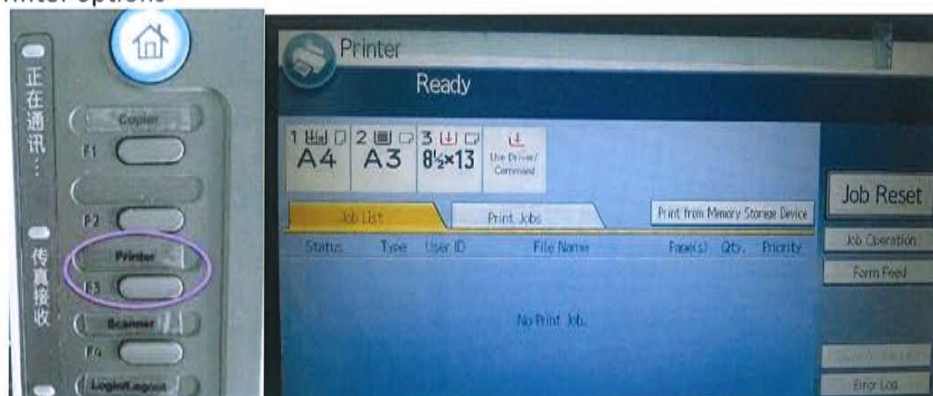 正在通讯…
传真接收
Copier
F1
F2
Printer
F3
Scanner
F4
Login/Logout
Printer
Ready
1 A4
2 A3
3 8½×13
Use Driver/
Command
Job List
Print Jobs
Print from Memory Storage Device
Status Type User ID File Name Page(s) Qty. Priority
No Print Job.
Job Reset
Job Operation
Form Feed
Error Log